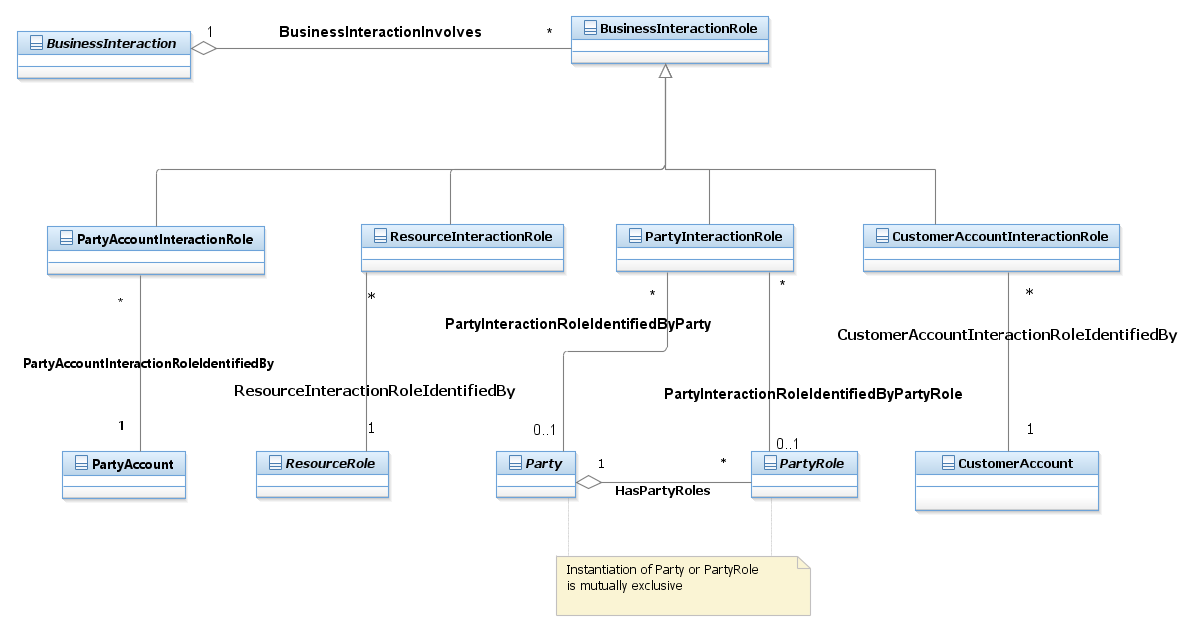 BusinessInteraction
1
BusinessInteractionInvolves
*
BusinessInteractionRole
PartyAccountInteractionRole
ResourceInteractionRole
PartyInteractionRole
CustomerAccountInteractionRole
*
*
*
*
*
PartyInteractionRoleIdentifiedByParty
CustomerAccountInteractionRoleIdentifiedBy
PartyAccountInteractionRoleIdentifiedBy
ResourceInteractionRoleIdentifiedBy
PartyInteractionRoleIdentifiedByPartyRole
1
1
0..1
0..1
1
PartyAccount
ResourceRole
Party
1
*
PartyRole
CustomerAccount
HasPartyRoles
Instantiation of Party or PartyRole
is mutually exclusive